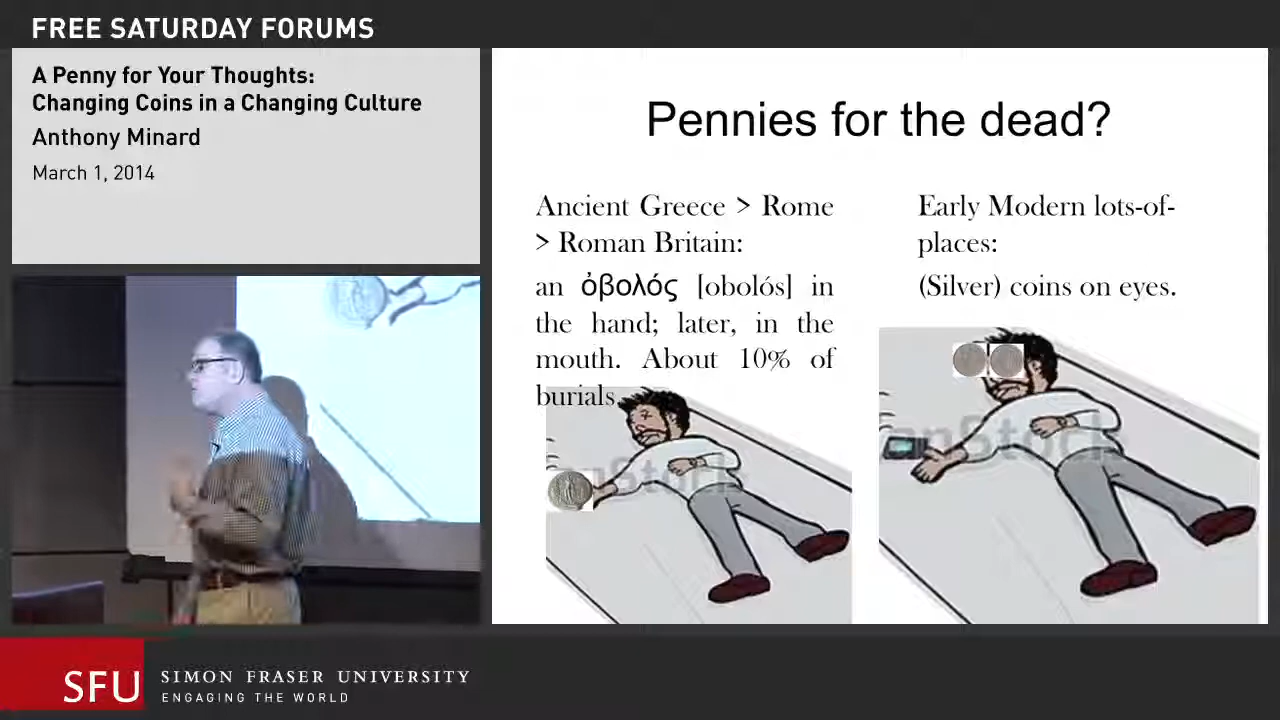 FREE SATURDAY FORUMS
A Penny for Your Thoughts:
Changing Coins in a Changing Culture
Anthony Minard
March 1, 2014
Pennies for the dead?
Ancient Greece > Rome
> Roman Britain:
an ὀβολός [obolós] in
the hand; later, in the
mouth. About 10% of
burials.
Early Modern lots-of-
places:
(Silver) coins on eyes.
SFU
SIMON FRASER UNIVERSITY
ENGAGING THE WORLD